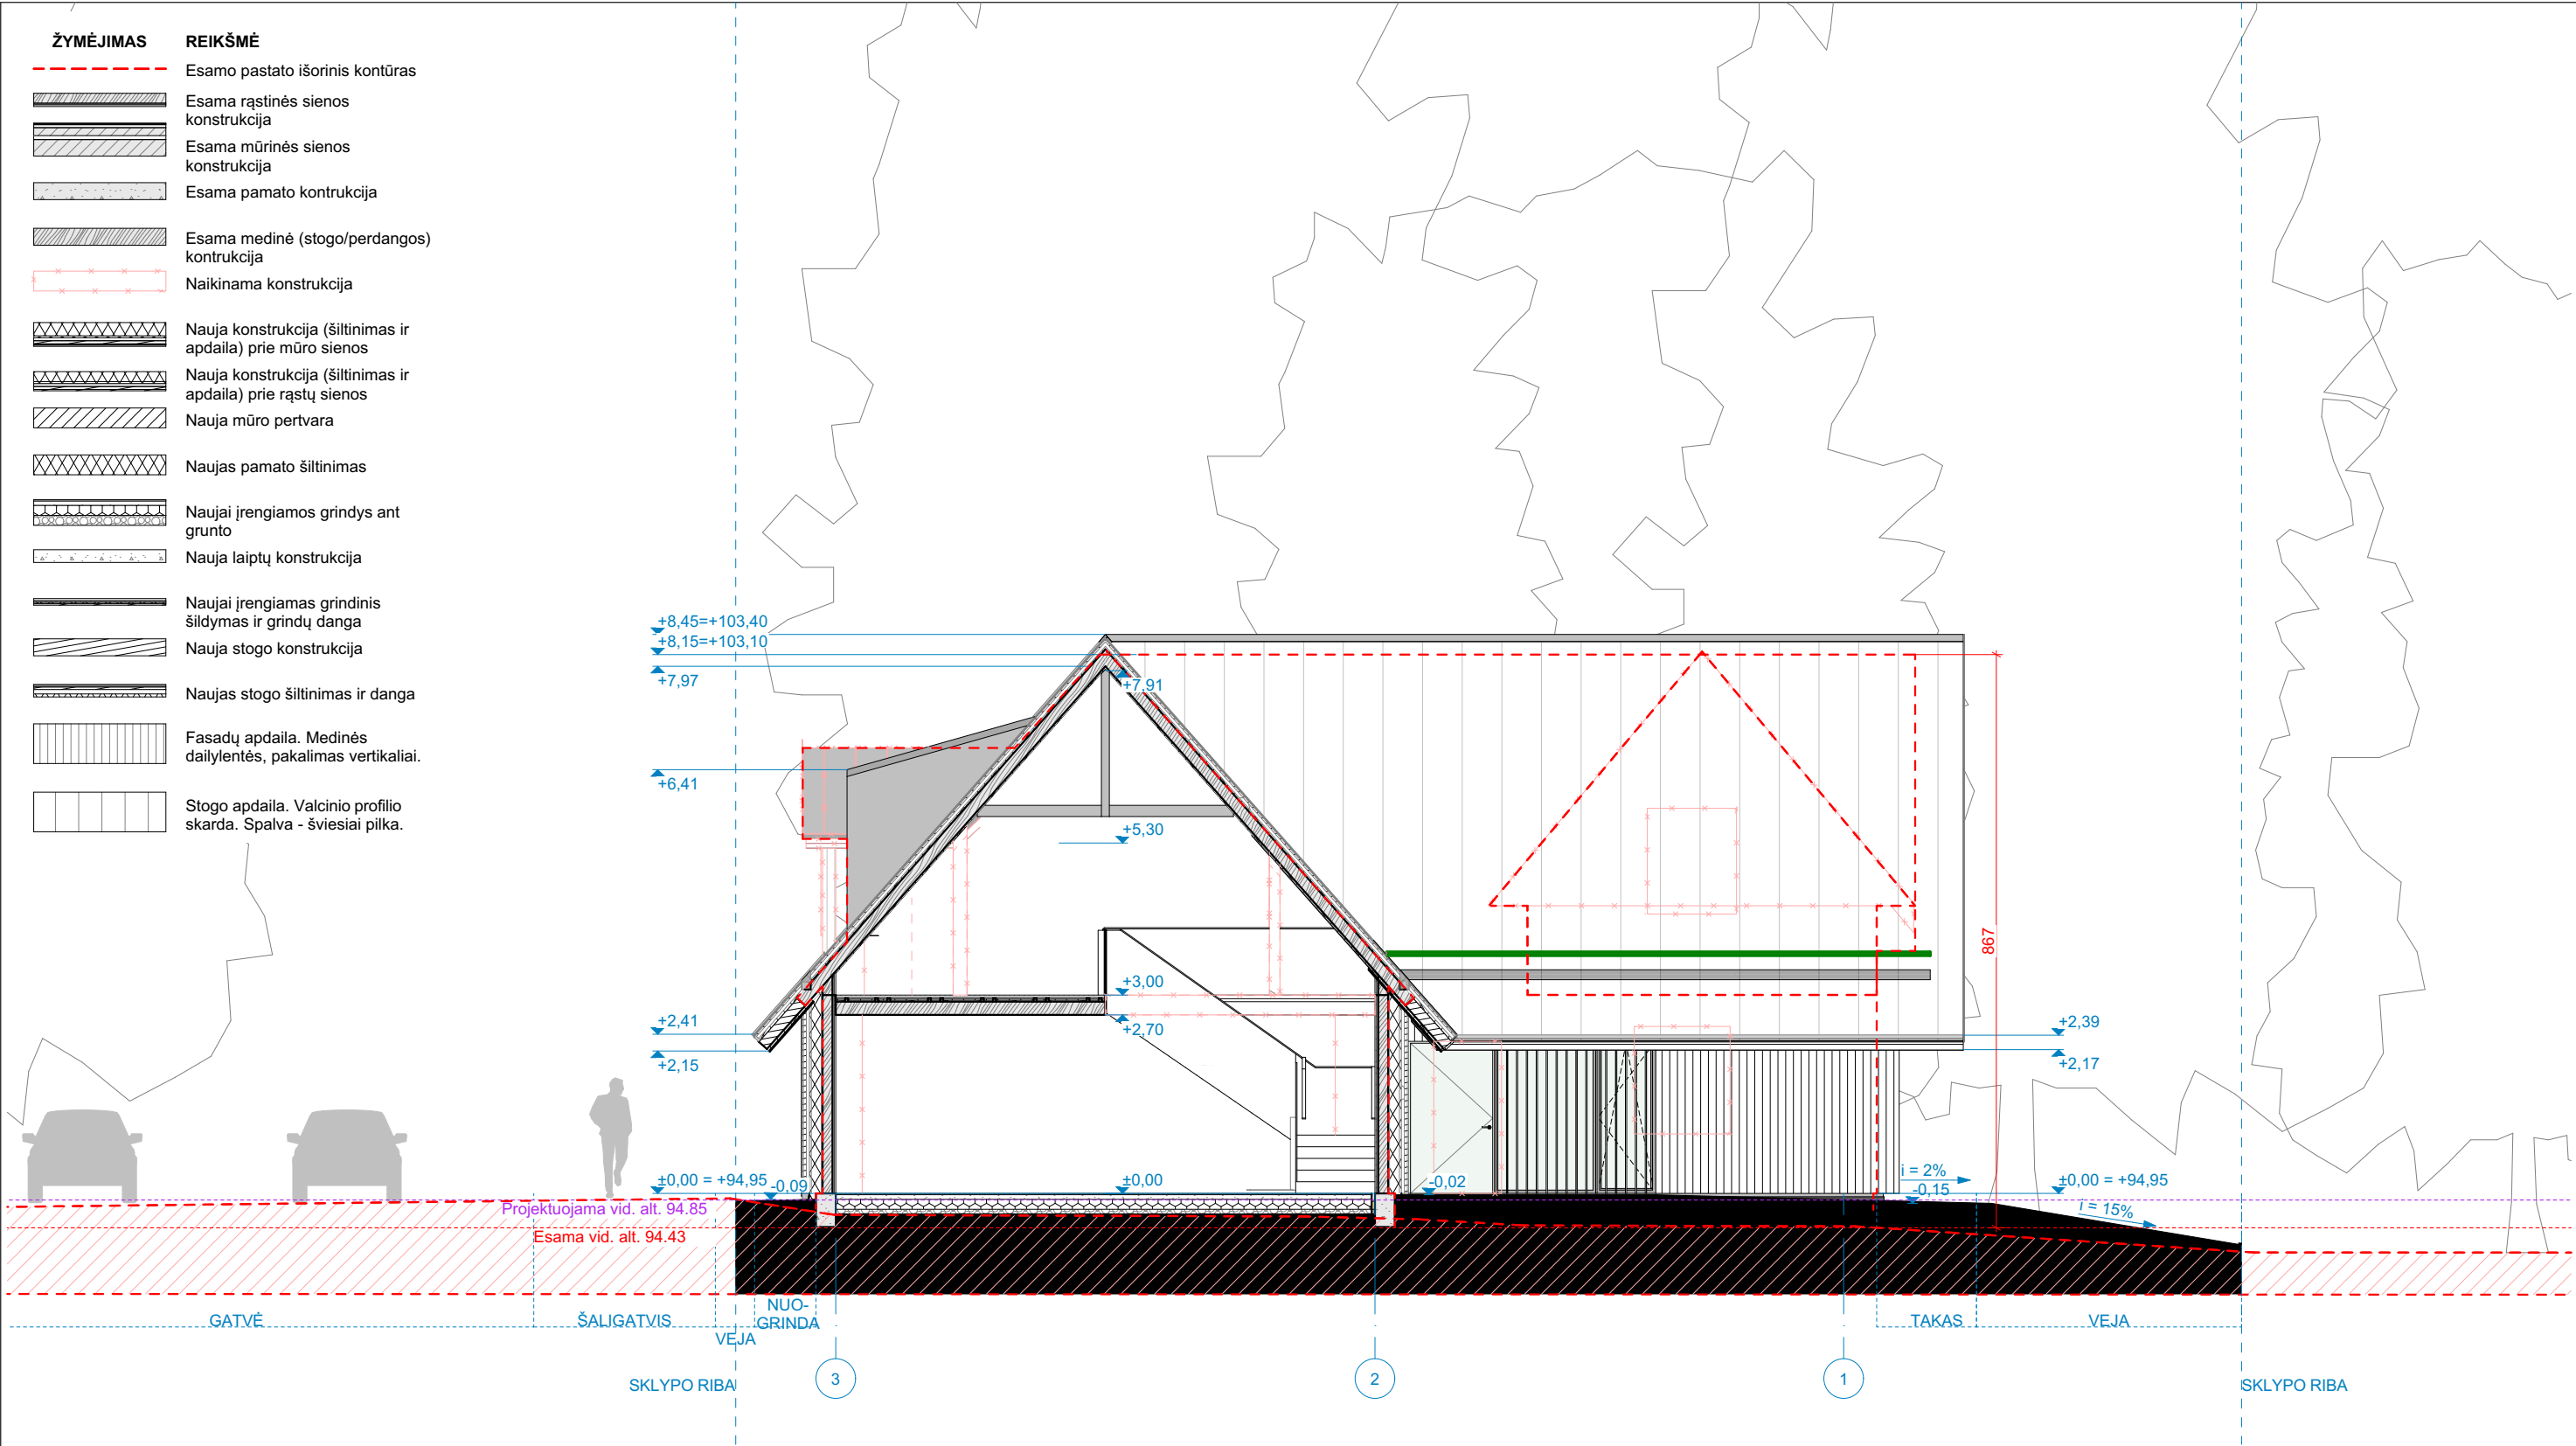 ŽYMĖJIMAS REIKŠMĖ
Esamo pastato išorinis kontūras
Esama rąstinės sienos
konstrukcija
Esama mūrinės sienos
konstrukcija
Esama pamato kontrukcija
Esama medinė (stogo/perdangos)
kontrukcija
Naikinama konstrukcija
Nauja konstrukcija (šiltinimas ir
apdaila) prie mūro sienos
Nauja konstrukcija (šiltinimas ir
apdaila) prie rąstų sienos
Nauja mūro pertvara
Naujas pamato šiltinimas
Naujai įrengiamos grindys ant
grunto
Nauja laiptų konstrukcija
Naujai įrengiamas grindinis
šildymas ir grindų danga
Nauja stogo konstrukcija
Naujas stogo šiltinimas ir danga
Fasadų apdaila. Medinės
dailylentės, pakalimas vertikaliai.
Stogo apdaila. Valcinio profilio
skarda. Spalva - šviesiai pilka.
+8,45=+103,40
+8,15=+103,10
+7,97
+7,91
+6,41
+5,30
867
+3,00
+2,70
+2,41
+2,15
+2,39
+2,17
±0,00 = +94,95
-0,09
±0,00
-0,02
i = 2%
-0,15
±0,00 = +94,95
i = 15%
Projektuojama vid. alt. 94.85
Esama vid. alt. 94.43
GATVĖ
ŠALIGATVIS
VEJA
NUO-
GRINDA
TAKAS
VEJA
SKLYPO RIBA
3
2
1
SKLYPO RIBA